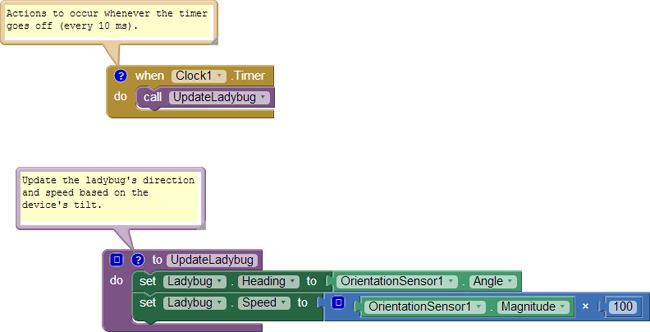 Actions to occur whenever the timer
goes off (every 10 ms).
? when Clock1 .Timer
do call UpdateLadybug
Update the ladybug's direction
and speed based on the
device's tilt.
? to UpdateLadybug
do set Ladybug . Heading to OrientationSensor1 . Angle
set Ladybug . Speed to OrientationSensor1 . Magnitude × 100